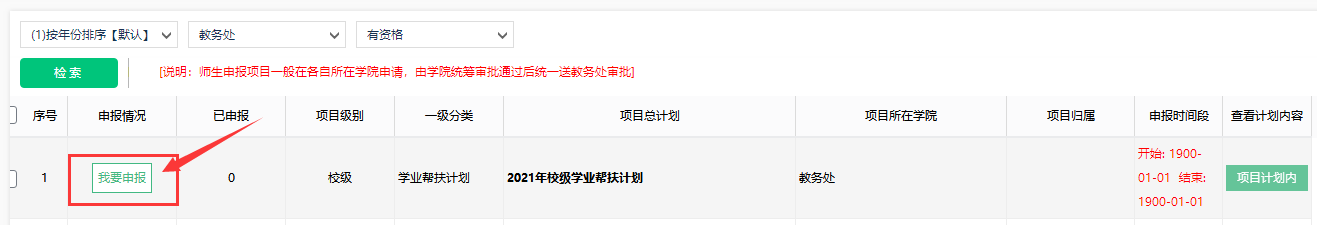 (1)按年份排序【默认】 教务处 有资格
检索 [说明：师生申报项目一般在各自所在学院申请，由学院统筹审批通过后统一送教务处审批]
序号 申报情况 已申报 项目级别 一级分类 项目总计划 项目所在学院 项目归属 申报时间段 查看计划内容
1 我要申报 0 校级 学业帮扶计划 2021年校级学业帮扶计划 教务处 开始: 1900-
01-01 结束:
1900-01-01
项目计划内